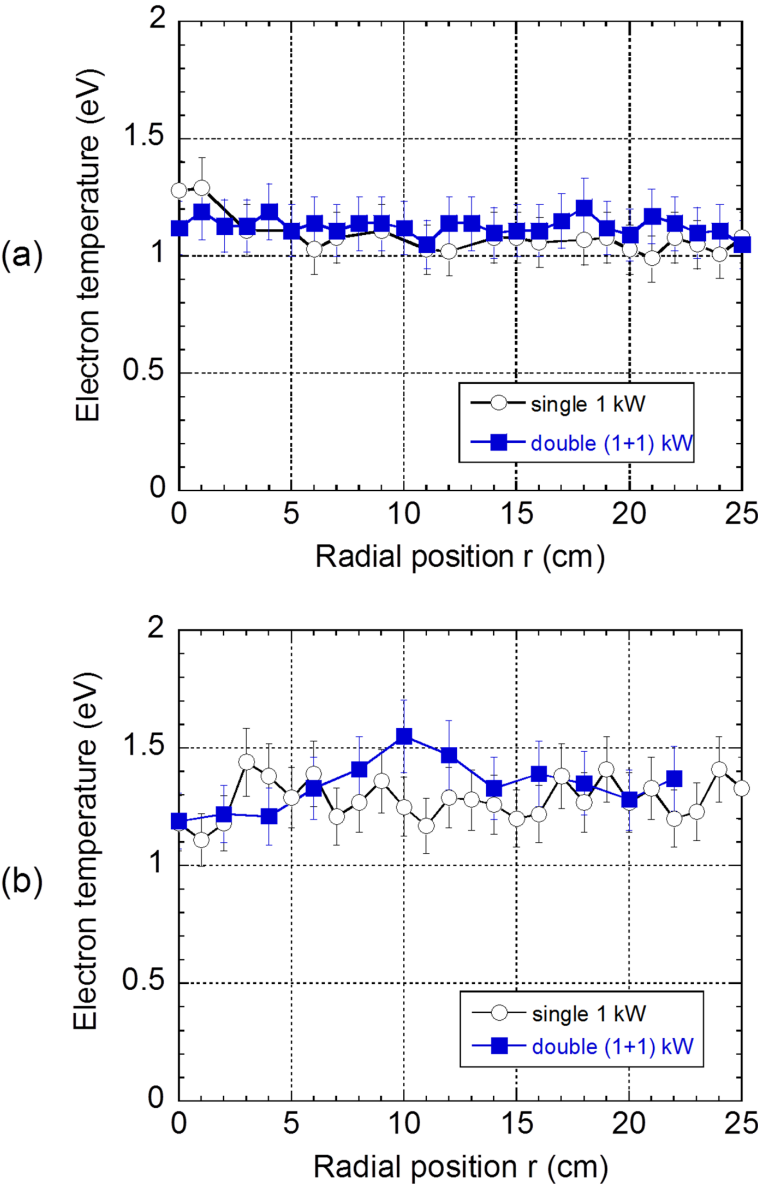 (a)
Electron temperature (eV)
2
1.5
1
0.5
0
single 1 kW
double (1+1) kW
0 5 10 15 20 25
Radial position r (cm)
(b)
Electron temperature (eV)
2
1.5
1
0.5
0
single 1 kW
double (1+1) kW
0 5 10 15 20 25
Radial position r (cm)